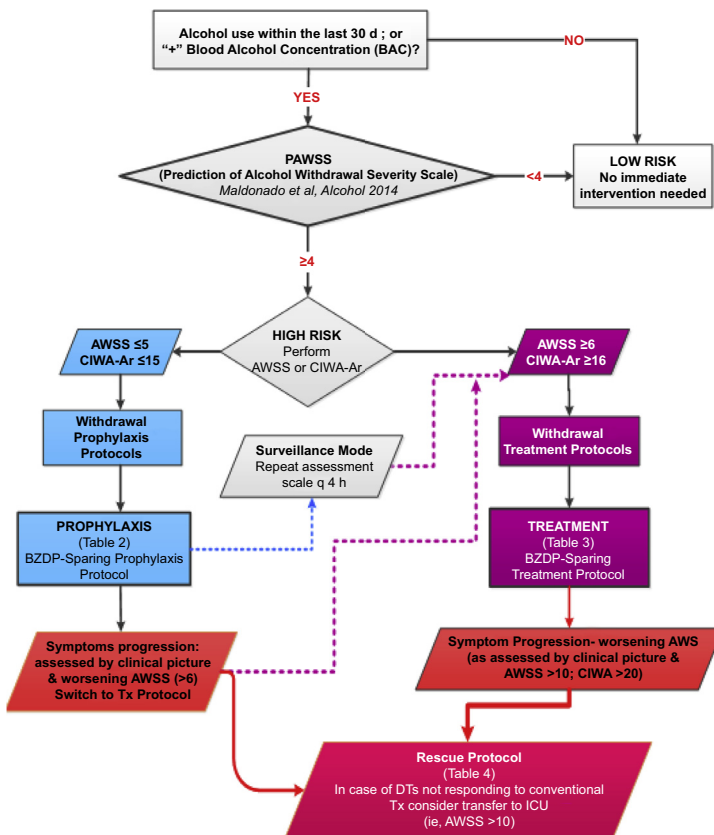 Alcohol use within the last 30 d ; or
“+” Blood Alcohol Concentration (BAC)?
NO
YES
PAWSS
(Prediction of Alcohol Withdrawal Severity Scale)
Maldonado et al, Alcohol 2014
<4
LOW RISK
No immediate
intervention needed
≥4
HIGH RISK
Perform
AWSS or CIWA-Ar
AWSS ≤5
CIWA-Ar ≤15
AWSS ≥6
CIWA-Ar ≥16
Withdrawal
Prophylaxis
Protocols
Surveillance Mode
Repeat assessment
scale q 4 h
Withdrawal
Treatment Protocols
PROPHYLAXIS
(Table 2)
BZDP-Sparing Prophylaxis
Protocol
TREATMENT
(Table 3)
BZDP-Sparing
Treatment Protocol
Symptoms progression:
assessed by clinical picture
& worsening AWSS (>6)
Switch to Tx Protocol
Symptom Progression- worsening AWS
(as assessed by clinical picture &
AWSS >10; CIWA >20)
Rescue Protocol
(Table 4)
In case of DTs not responding to conventional
Tx consider transfer to ICU
(ie, AWSS >10)